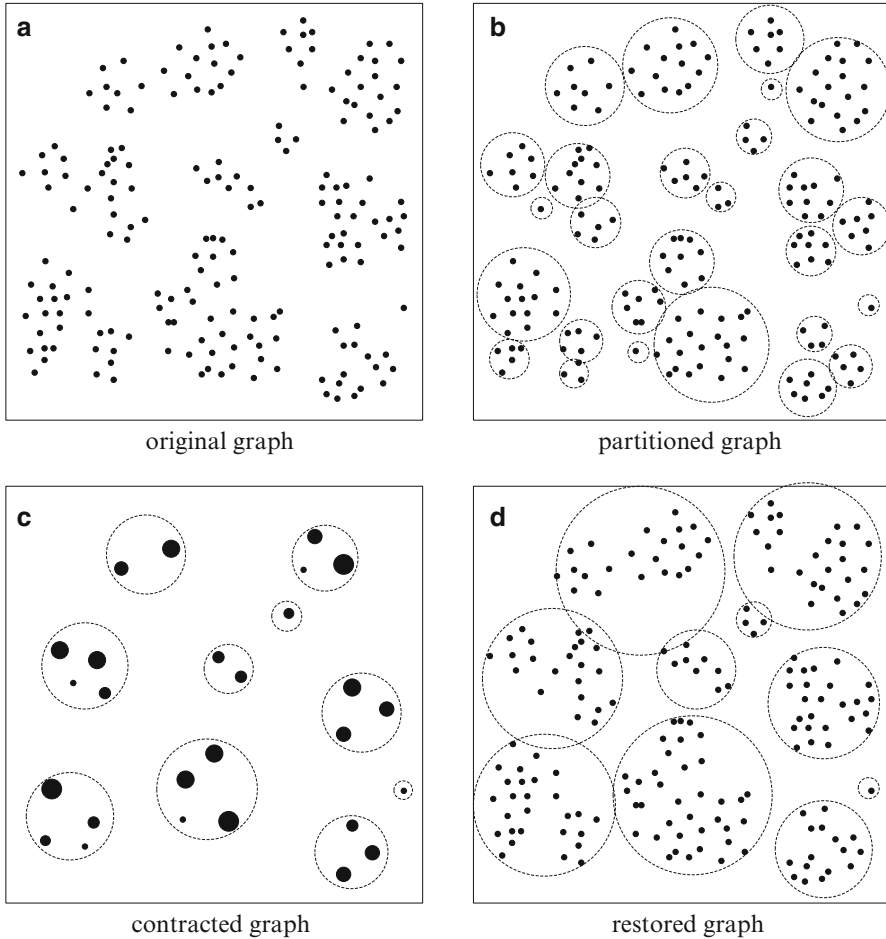 a
b
original graph
partitioned graph
c
d
contracted graph
restored graph